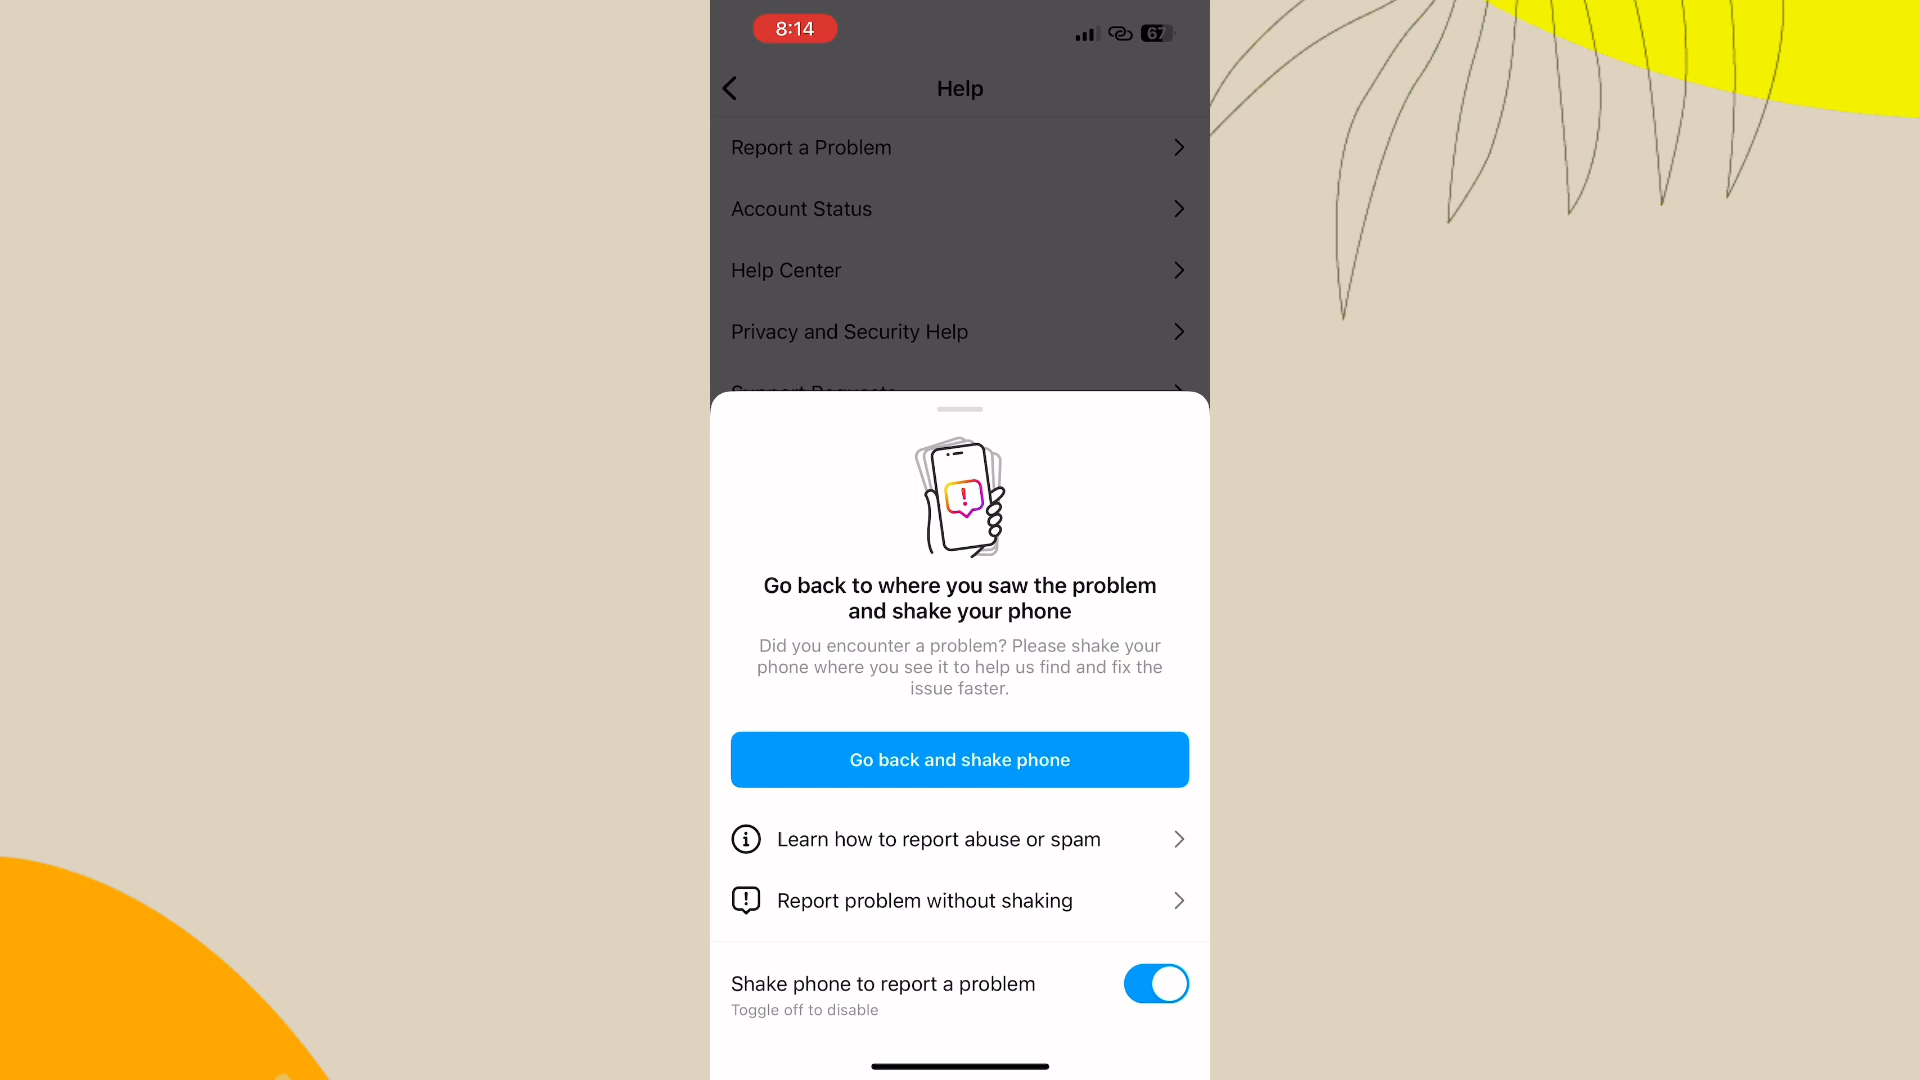 8:14
67
Help
Report a Problem
Account Status
Help Center
Privacy and Security Help
Support Requests
Go back to where you saw the problem
and shake your phone
Did you encounter a problem? Please shake your
phone where you see it to help us find and fix the
issue faster.
Go back and shake phone
Learn how to report abuse or spam
Report problem without shaking
Shake phone to report a problem
Toggle off to disable